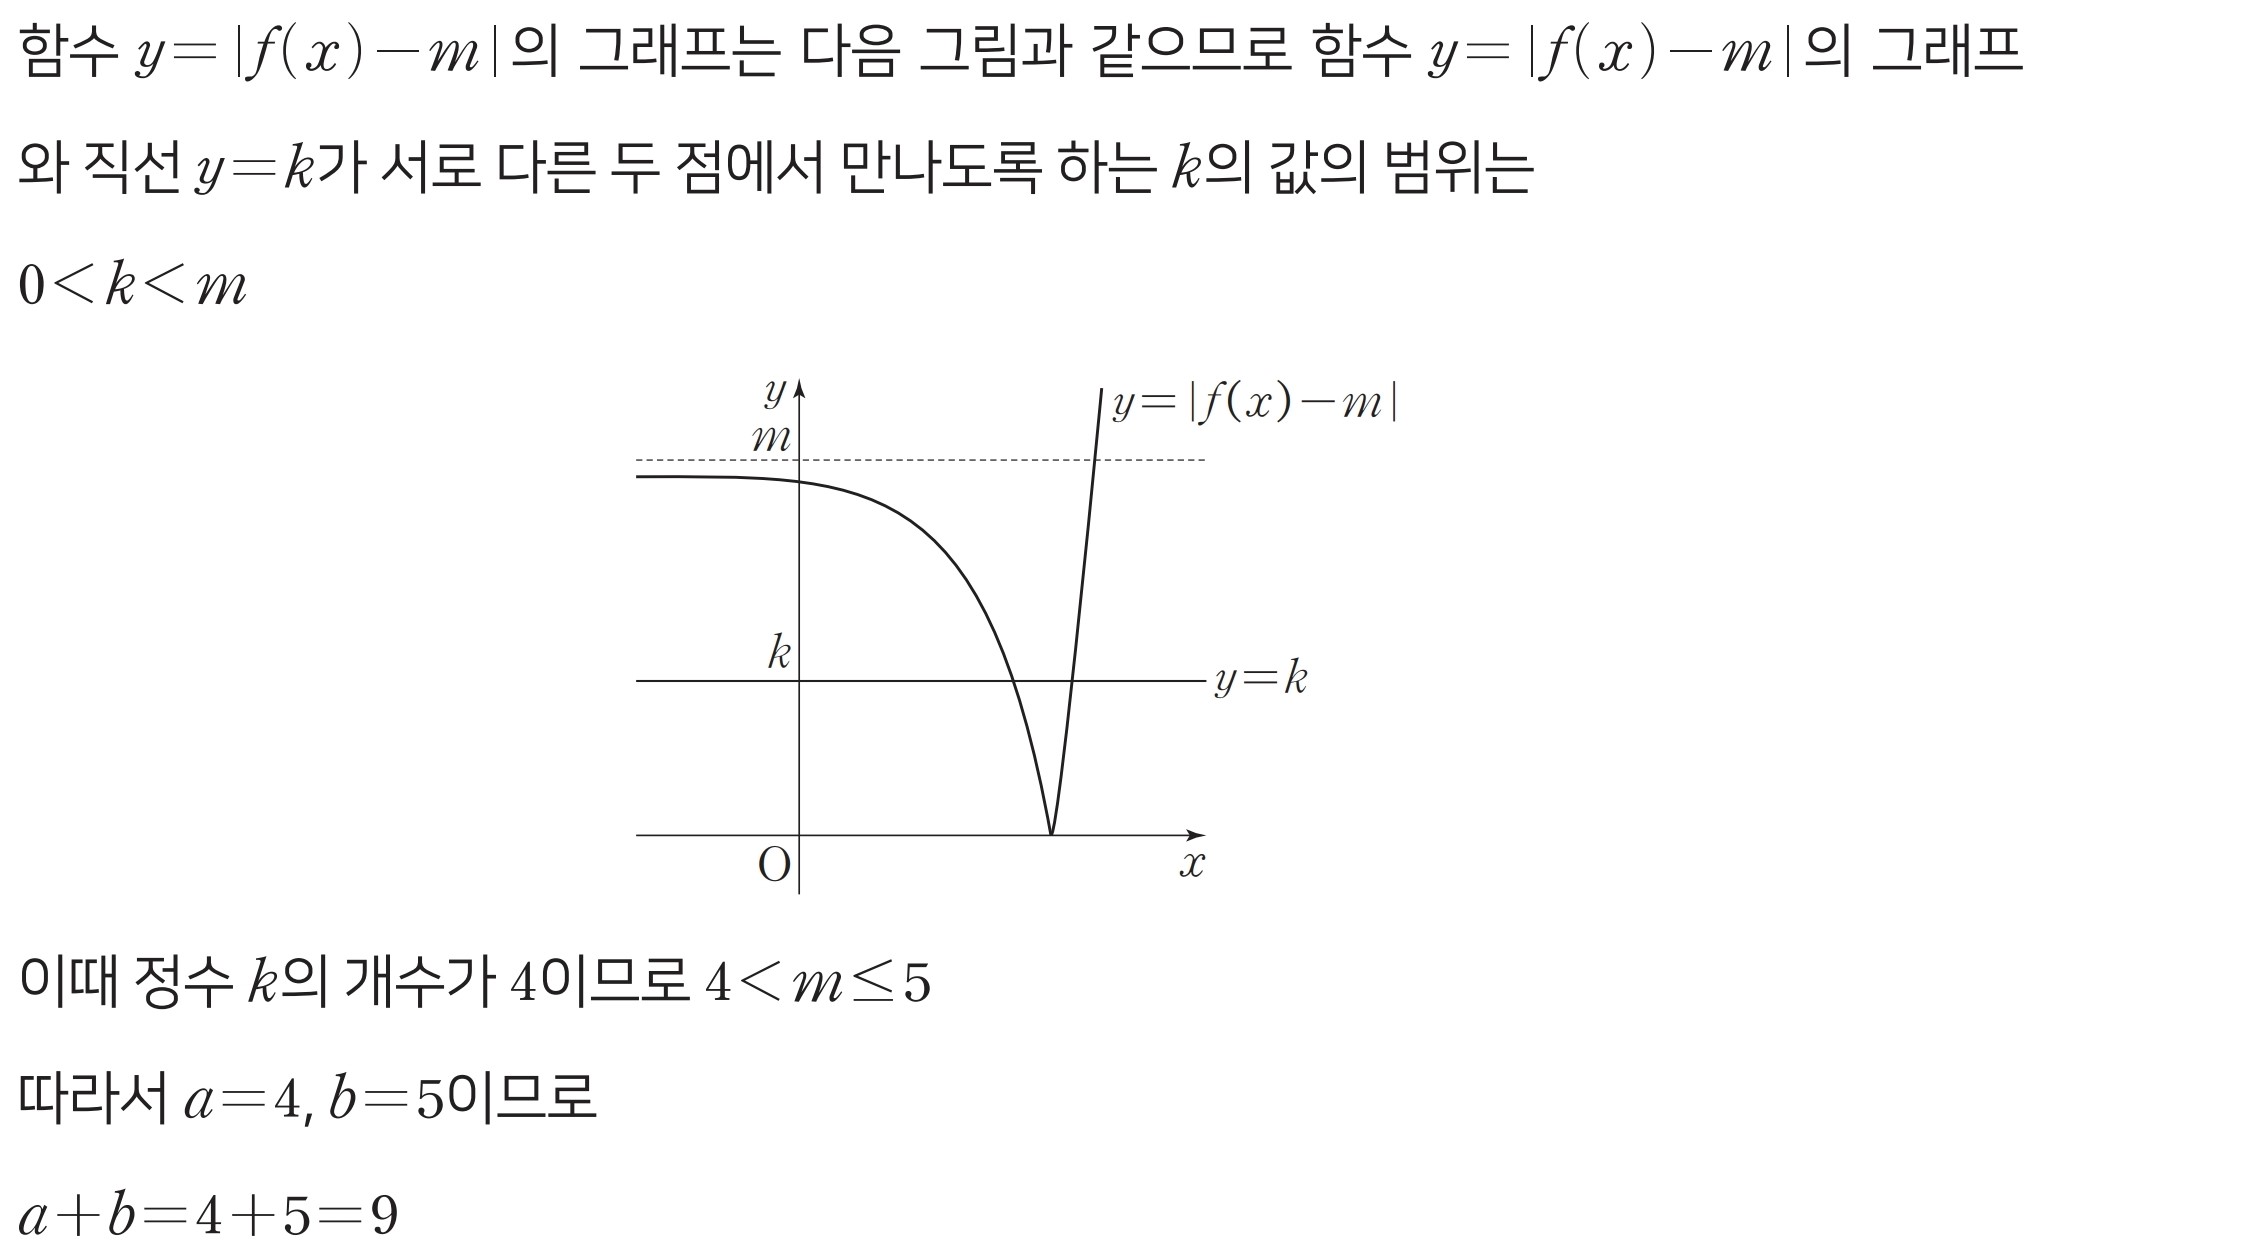 함수 y=|f(x)-m|의 그래프는 다음 그림과 같으므로 함수 y=|f(x)-m|의 그래프
와 직선 y=k가 서로 다른 두 점에서 만나도록 하는 k의 값의 범위는
0<k<m
y
y=|f(x)-m|
m
k
y=k
O
x
이때 정수 k의 개수가 4이므로 4<m≤5
따라서 a=4, b=5이므로
a+b=4+5=9